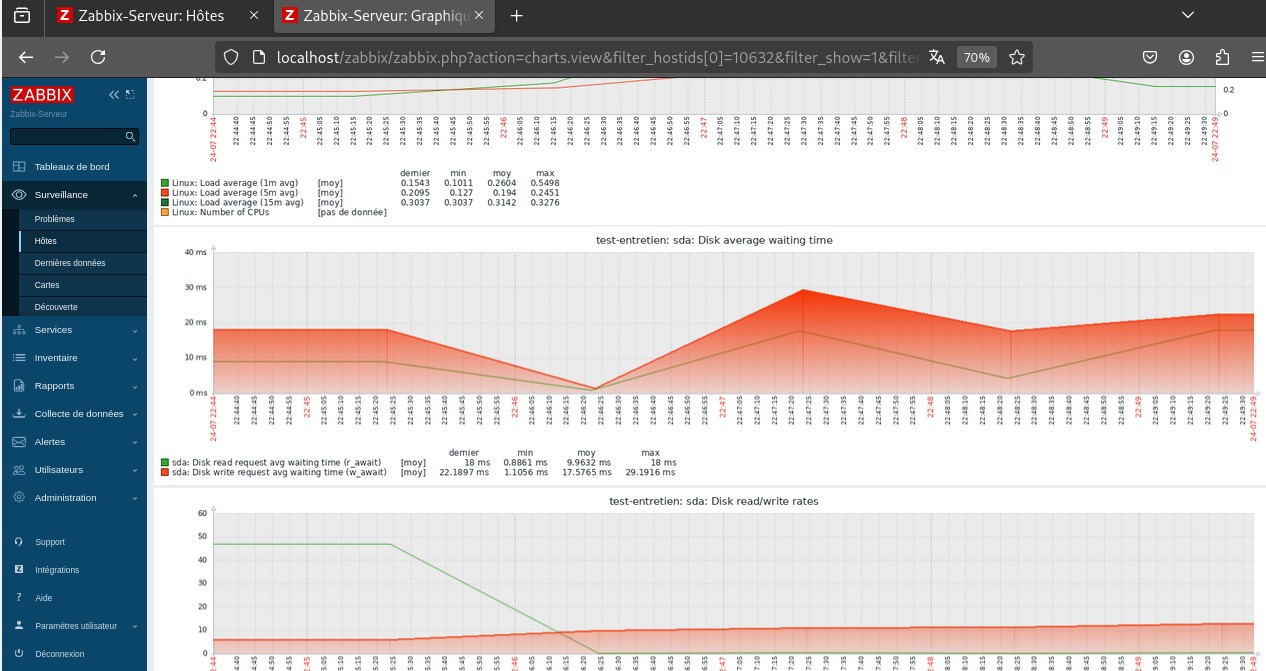 Zabbix-Serveur: Hôtes
Zabbix-Serveur: Graphiqu
localhost/zabbix/zabbix.php?action=charts.view&filter_hostids[0]=10632&filter_show=1&filter
70%
ZABBIX
Zabbix-Serveur
Tableaux de bord
Surveillance
Problèmes
Hôtes
Dernières données
Cartes
Découverte
Services
Inventaire
Rapports
Collecte de données
Alertes
Utilisateurs
Administration
Support
Intégrations
Aide
Paramètres utilisateur
Déconnexion
0.2
0
0.2
0
24-07 22:44 22:44:40 22:44:45 22:44:55 22:45 22:45:05 22:45:10 22:45:15 22:45:20 22:45:25 22:45:30 22:45:35 22:45:40 22:45:45 22:45:50 22:45:55 22:46 22:46:05 22:46:10 22:46:15 22:46:20 22:46:25 22:46:30 22:46:35 22:46:40 22:46:45 22:46:50 22:46:55 22:47 22:47:05 22:47:10 22:47:15 22:47:20 22:47:25 22:47:30 22:47:35 22:47:40 22:47:45 22:47:50 22:47:55 22:48 22:48:05 22:48:10 22:48:15 22:48:20 22:48:25 22:48:30 22:48:35 22:48:40 22:48:45 22:48:50 22:48:55 22:49 22:49:05 22:49:10 22:49:15 22:49:20 22:49:25 22:49:30 24-07 22:49
dernier min moy max
Linux: Load average (1m avg) [moy] 0.1543 0.1011 0.2604 0.5498
Linux: Load average (5m avg) [moy] 0.2095 0.127 0.194 0.2451
Linux: Load average (15m avg) [moy] 0.3037 0.3037 0.3142 0.3276
Linux: Number of CPUs [pas de donnée]
test-entretien: sda: Disk average waiting time
40 ms
30 ms
20 ms
10 ms
0 ms
24-07 22:44 22:44:40 22:44:45 22:44:50 22:44:55 22:45 22:45:05 22:45:10 22:45:15 22:45:20 22:45:25 22:45:30 22:45:35 22:45:40 22:45:45 22:45:50 22:45:55 22:46 22:46:05 22:46:10 22:46:15 22:46:20 22:46:25 22:46:30 22:46:35 22:46:40 22:46:45 22:46:50 22:46:55 22:47 22:47:05 22:47:10 22:47:15 22:47:20 22:47:25 22:47:30 22:47:35 22:47:40 22:47:45 22:47:50 22:47:55 22:48 22:48:05 22:48:10 22:48:15 22:48:20 22:48:25 22:48:30 22:48:35 22:48:40 22:48:45 22:48:50 22:48:55 22:49 22:49:05 22:49:10 22:49:15 22:49:20 22:49:25 22:49:30 24-07 22:49
dernier min moy max
sda: Disk read request avg waiting time (r_await) [moy] 18 ms 0.8861 ms 9.9632 ms 18 ms
sda: Disk write request avg waiting time (w_await) [moy] 22.1897 ms 1.1056 ms 17.5765 ms 29.1916 ms
test-entretien: sda: Disk read/write rates
60
50
40
30
20
10
0